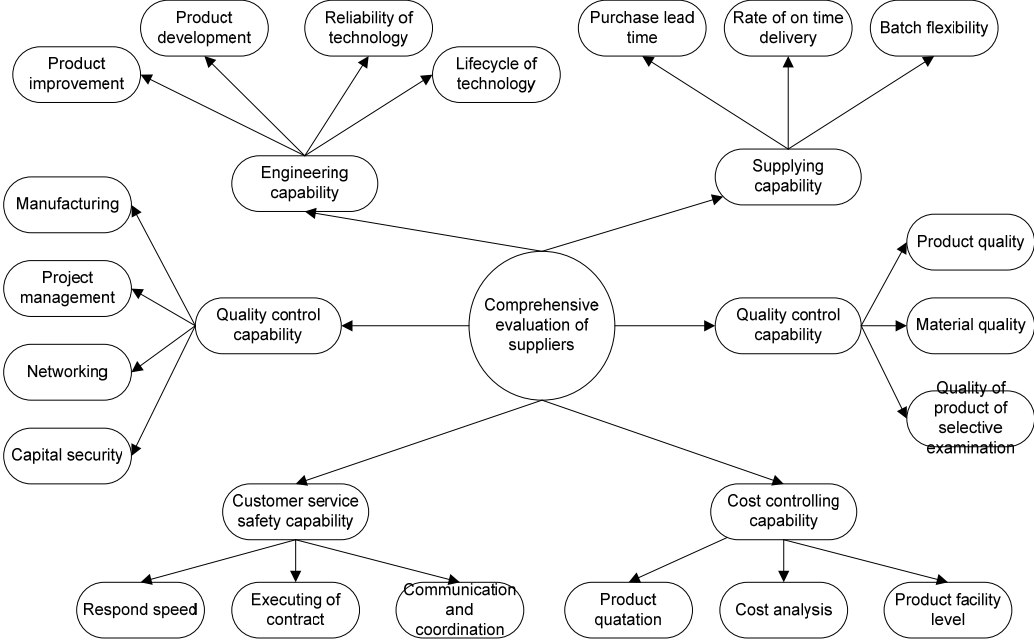 Product
development
Reliability of
technology
Purchase lead
time
Rate of on time
delivery
Batch flexibility
Product
improvement
Lifecycle of
technology
Engineering
capability
Supplying
capability
Manufacturing
Project
management
Networking
Capital security
Quality control
capability
Comprehensive
evaluation of
suppliers
Quality control
capability
Product quality
Material quality
Quality of
product of
selective
examination
Customer service
safety capability
Cost controlling
capability
Respond speed
Executing of
contract
Communication
and
coordination
Product
quatation
Cost analysis
Product facility
level